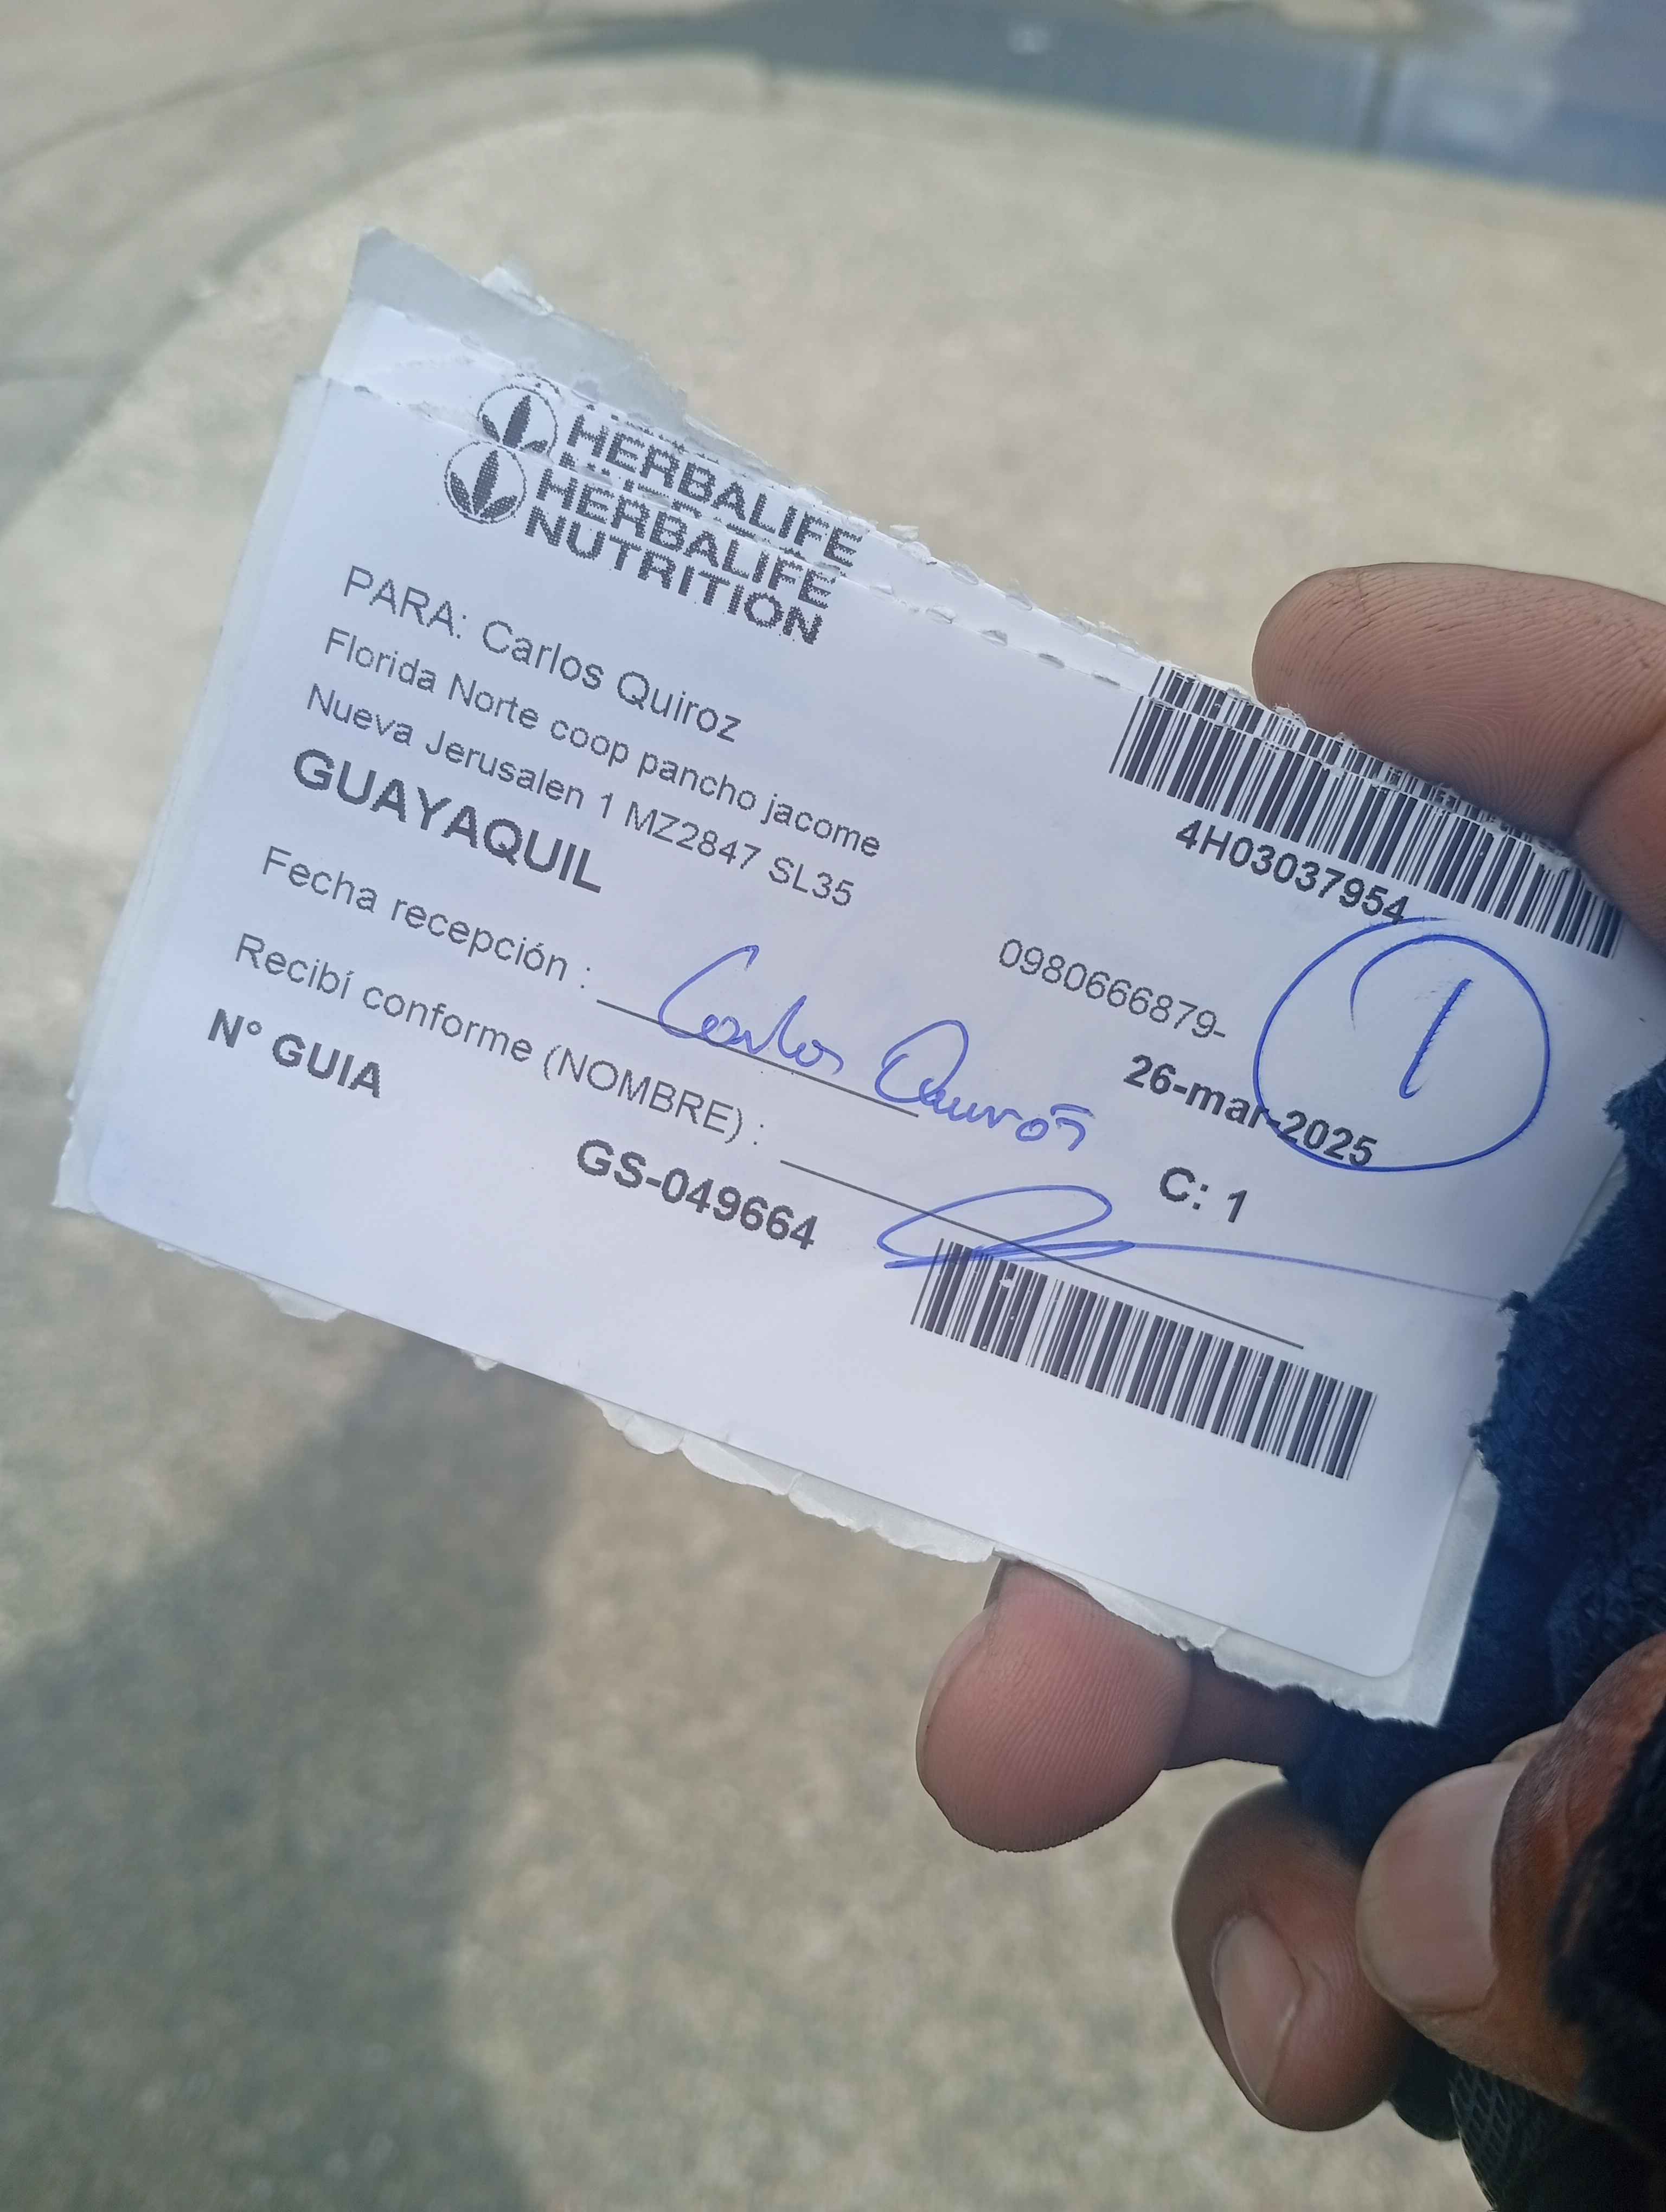 HERBALIFE
HERBALIFE
NUTRITION
PARA: Carlos Quiroz
Florida Norte coop pancho jacome
Nueva Jerusalen 1 MZ2847 SL35
GUAYAQUIL
4H03037954
0980666879-
1
26-mar-2025
Fecha recepción : Carlos Quiroz
Recibí conforme (NOMBRE) :
C: 1
N° GUIA
GS-049664